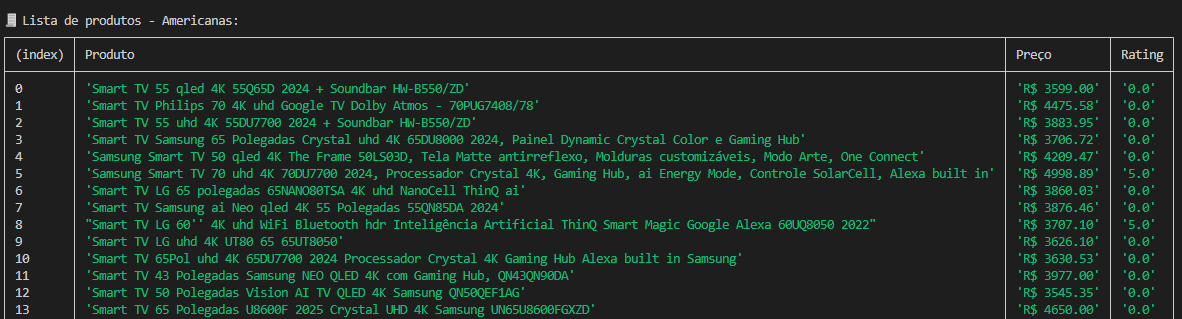 Lista de produtos - Americanas:
(index) Produto Preço Rating
0 'Smart TV 55 qled 4K 55Q65D 2024 + Soundbar HW-B550/ZD' 'R$ 3599.00' '0.0'
1 'Smart TV Philips 70 4K uhd Google TV Dolby Atmos - 70PUG7408/78' 'R$ 4475.58' '0.0'
2 'Smart TV 55 uhd 4K 55DU7700 2024 + Soundbar HW-B550/ZD' 'R$ 3883.95' '0.0'
3 'Smart TV Samsung 65 Polegadas Crystal uhd 4K 65DU8000 2024, Painel Dynamic Crystal Color e Gaming Hub' 'R$ 3706.72' '0.0'
4 'Samsung Smart TV 50 qled 4K The Frame 50LS03D, Tela Matte antirreflexo, Molduras customizáveis, Modo Arte, One Connect' 'R$ 4209.47' '0.0'
5 'Samsung Smart TV 70 uhd 4K 70DU7700 2024, Processador Crystal 4K, Gaming Hub, ai Energy Mode, Controle SolarCell, Alexa built in' 'R$ 4998.89' '5.0'
6 'Smart TV LG 65 polegadas 65NANO80TSA 4K uhd NanoCell ThinQ ai' 'R$ 3860.03' '0.0'
7 'Smart TV Samsung ai Neo qled 4K 55 Polegadas 55QN85DA 2024' 'R$ 3876.46' '0.0'
8 "Smart TV LG 60'' 4K uhd WiFi Bluetooth hdr Inteligência Artificial ThinQ Smart Magic Google Alexa 60UQ8050 2022" 'R$ 3707.10' '5.0'
9 'Smart TV LG uhd 4K UT80 65 65UT8050' 'R$ 3626.10' '0.0'
10 'Smart TV 65Pol uhd 4K 65DU7700 2024 Processador Crystal 4K Gaming Hub Alexa built in Samsung' 'R$ 3630.53' '0.0'
11 'Smart TV 43 Polegadas Samsung NEO QLED 4K com Gaming Hub, QN43QN90DA' 'R$ 3977.00' '0.0'
12 'Smart TV 50 Polegadas Vision AI TV QLED 4K Samsung QN50QEF1AG' 'R$ 3545.35' '0.0'
13 'Smart TV 65 Polegadas U8600F 2025 Crystal UHD 4K Samsung UN65U8600FGXZD' 'R$ 4650.00' '0.0'